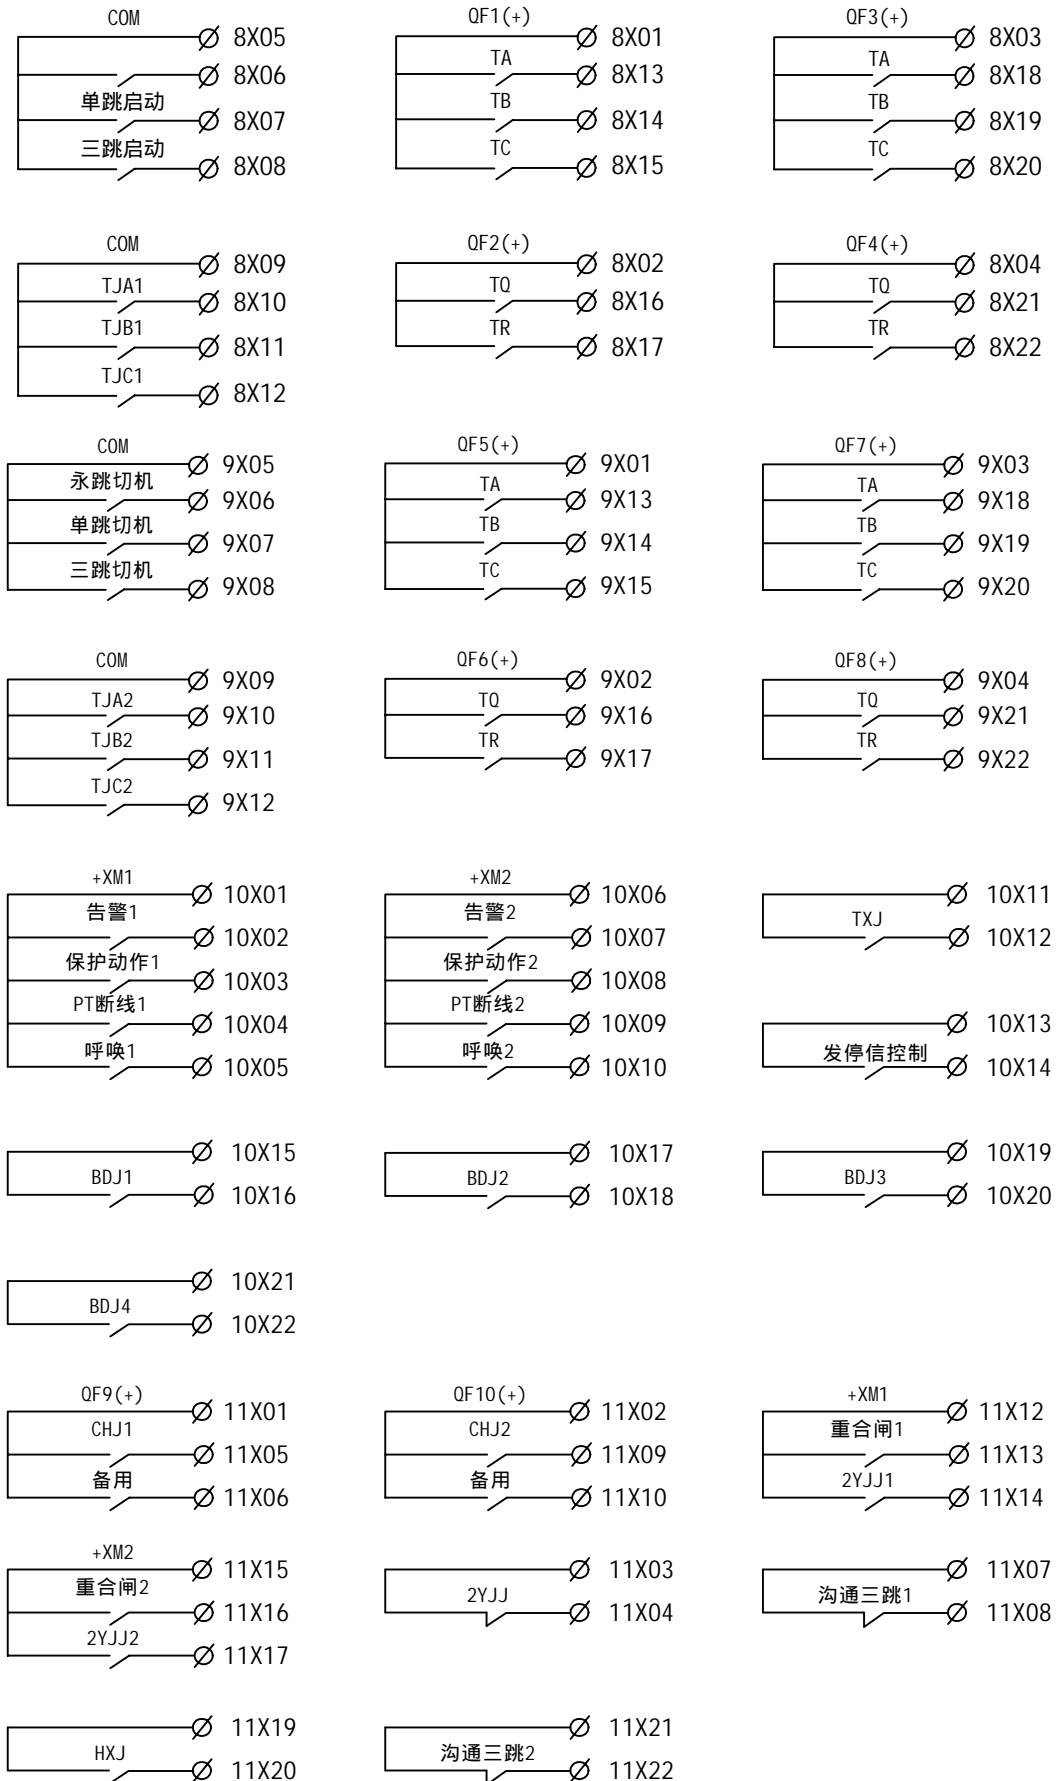 COM
8X05
8X06
单跳启动
8X07
三跳启动
8X08
QF1(+)
8X01
TA
8X13
TB
8X14
TC
8X15
QF3(+)
8X03
TA
8X18
TB
8X19
TC
8X20
COM
8X09
TJA1
8X10
TJB1
8X11
TJC1
8X12
QF2(+)
8X02
TQ
8X16
TR
8X17
QF4(+)
8X04
TQ
8X21
TR
8X22
COM
9X05
永跳切机
9X06
单跳切机
9X07
三跳切机
9X08
QF5(+)
9X01
TA
9X13
TB
9X14
TC
9X15
QF7(+)
9X03
TA
9X18
TB
9X19
TC
9X20
COM
9X09
TJA2
9X10
TJB2
9X11
TJC2
9X12
QF6(+)
9X02
TQ
9X16
TR
9X17
QF8(+)
9X04
TQ
9X21
TR
9X22
+XM1
10X01
告警1
10X02
保护动作1
10X03
PT断线1
10X04
呼唤1
10X05
+XM2
10X06
告警2
10X07
保护动作2
10X08
PT断线2
10X09
呼唤2
10X10
10X11
TXJ
10X12
10X13
发停信控制
10X14
10X15
BDJ1
10X16
10X17
BDJ2
10X18
10X19
BDJ3
10X20
10X21
BDJ4
10X22
QF9(+)
11X01
CHJ1
11X05
备用
11X06
QF10(+)
11X02
CHJ2
11X09
备用
11X10
+XM1
11X12
重合闸1
11X13
2YJJ1
11X14
+XM2
11X15
重合闸2
11X16
2YJJ2
11X17
11X03
2YJJ
11X04
11X07
沟通三跳1
11X08
11X19
HXJ
11X20
11X21
沟通三跳2
11X22